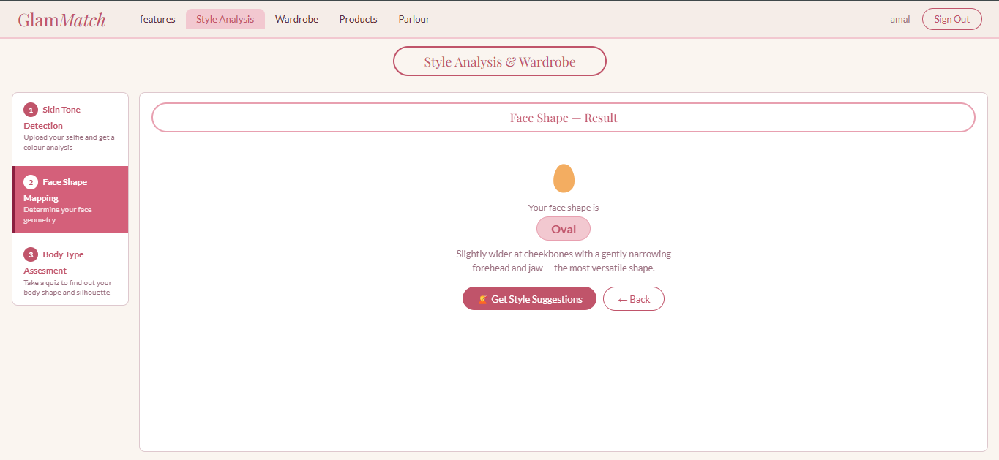 GlamMatch
features
Style Analysis
Wardrobe
Products
Parlour
amal
Sign Out
Style Analysis & Wardrobe
1 Skin Tone
Detection
Upload your selfie and get a
colour analysis
2 Face Shape
Mapping
Determine your face
geometry
3 Body Type
Assesment
Take a quiz to find out your
body shape and silhouette
Face Shape — Result
Your face shape is
Oval
Slightly wider at cheekbones with a gently narrowing
forehead and jaw — the most versatile shape.
Get Style Suggestions
← Back